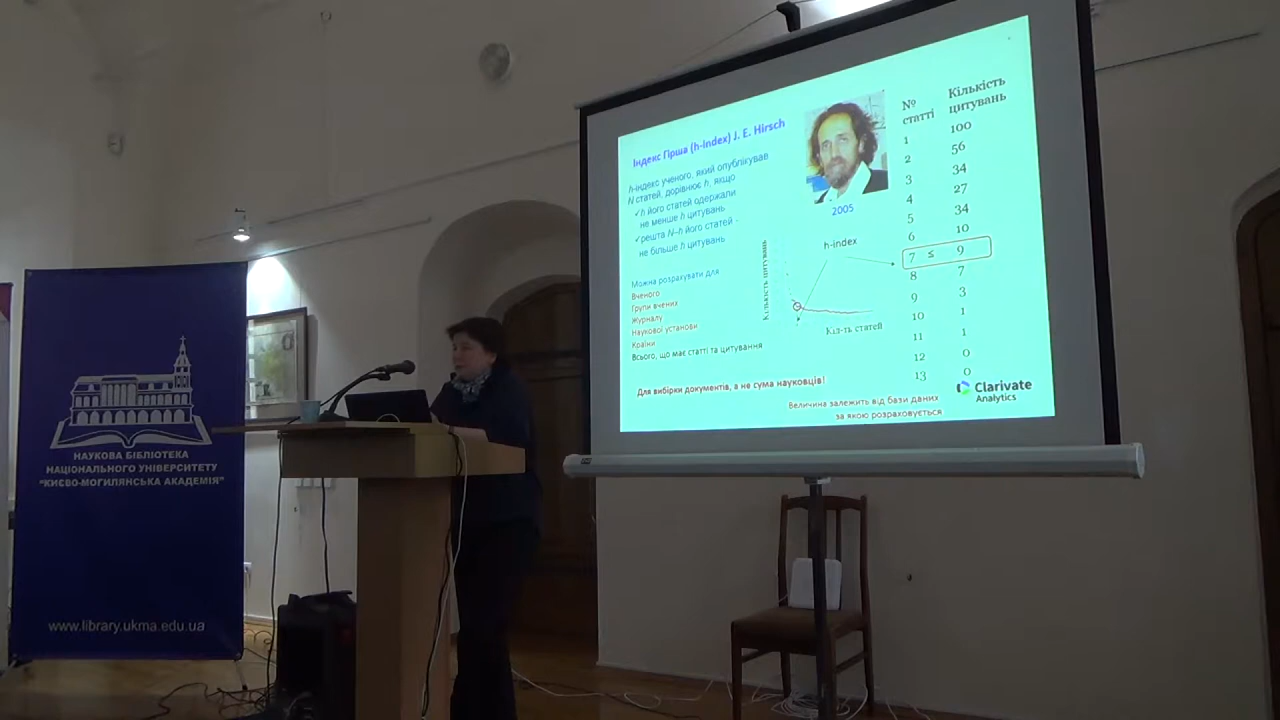 НАУКОВА БІБЛІОТЕКА
НАЦІОНАЛЬНОГО УНІВЕРСИТЕТУ
"КИЄВО-МОГИЛЯНСЬКА АКАДЕМІЯ"
www.library.ukma.edu.ua
Індекс Гірша (h-index) J. E. Hirsch
h-індекс ученого, який опублікував
N статей, дорівнює h, якщо
✓h його статей одержали
не менше h цитувань
✓решта N–h його статей -
не більше h цитувань
Можна розрахувати для
Вченого
Групи вчених
Журналу
Наукової установи
Країни
Всього, що має статті та цитування
Для вибірки документів, а не сума науковців!
2005
h-index
Кількість цитувань
Кіл-ть статей
№ статті Кількість цитувань
1 100
2 56
3 34
4 27
5 34
6 10
7 ≤ 9
8 7
9 3
10 1
11 1
12 0
13 0
Clarivate
Analytics
Величина залежить від бази даних
за якою розраховується